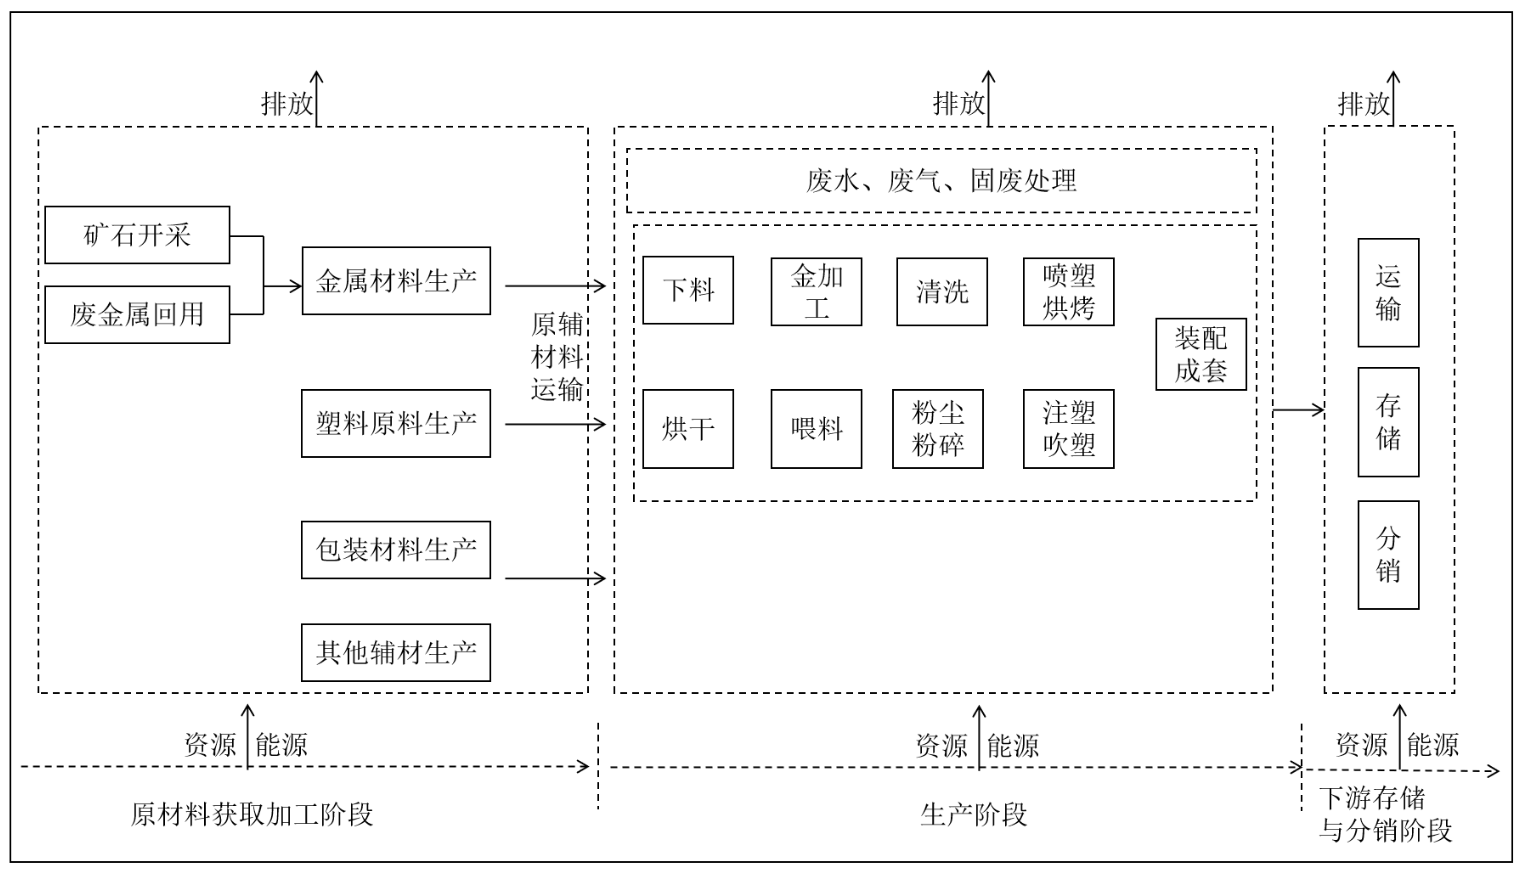 排放
排放
排放
矿石开采
废金属回用
金属材料生产
塑料原料生产
包装材料生产
其他辅材生产
原辅
材料
运输
废水、废气、固废处理
下料
金加
工
清洗
喷塑
烘烤
烘干
喂料
粉尘
粉碎
注塑
吹塑
装配
成套
运
输
存
储
分
销
资源 能源
资源 能源
资源 能源
原材料获取加工阶段
生产阶段
下游存储
与分销阶段